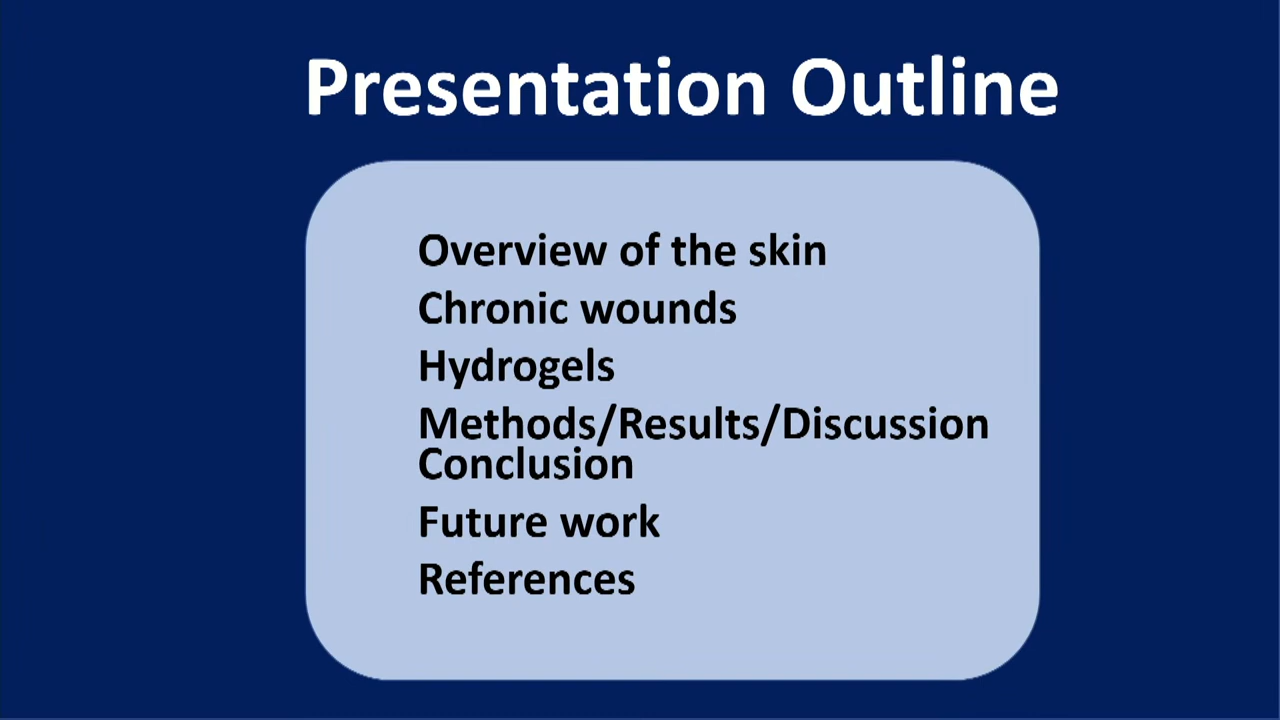 Presentation Outline
Overview of the skin
Chronic wounds
Hydrogels
Methods/Results/Discussion
Conclusion
Future work
References